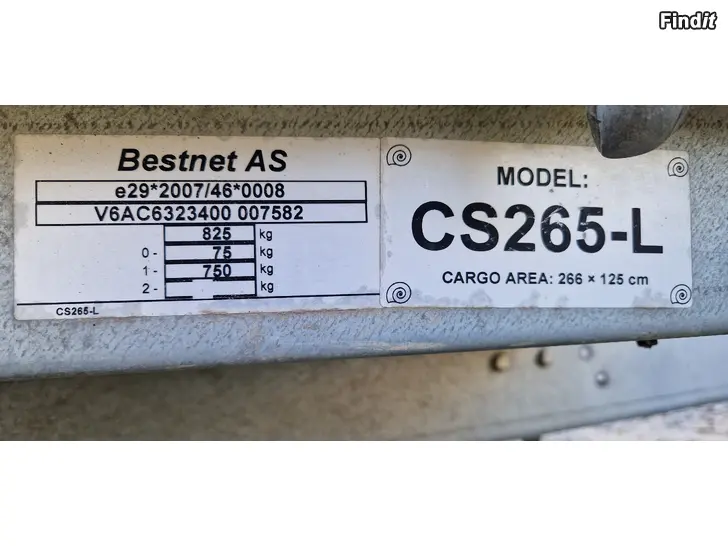 Findit
Bestnet AS
e29*2007/46*0008
V6AC6323400 007582
825 kg
0- 75 kg
1- 750 kg
2- - kg
CS265-L
MODEL:
CS265-L
CARGO AREA: 266 × 125 cm